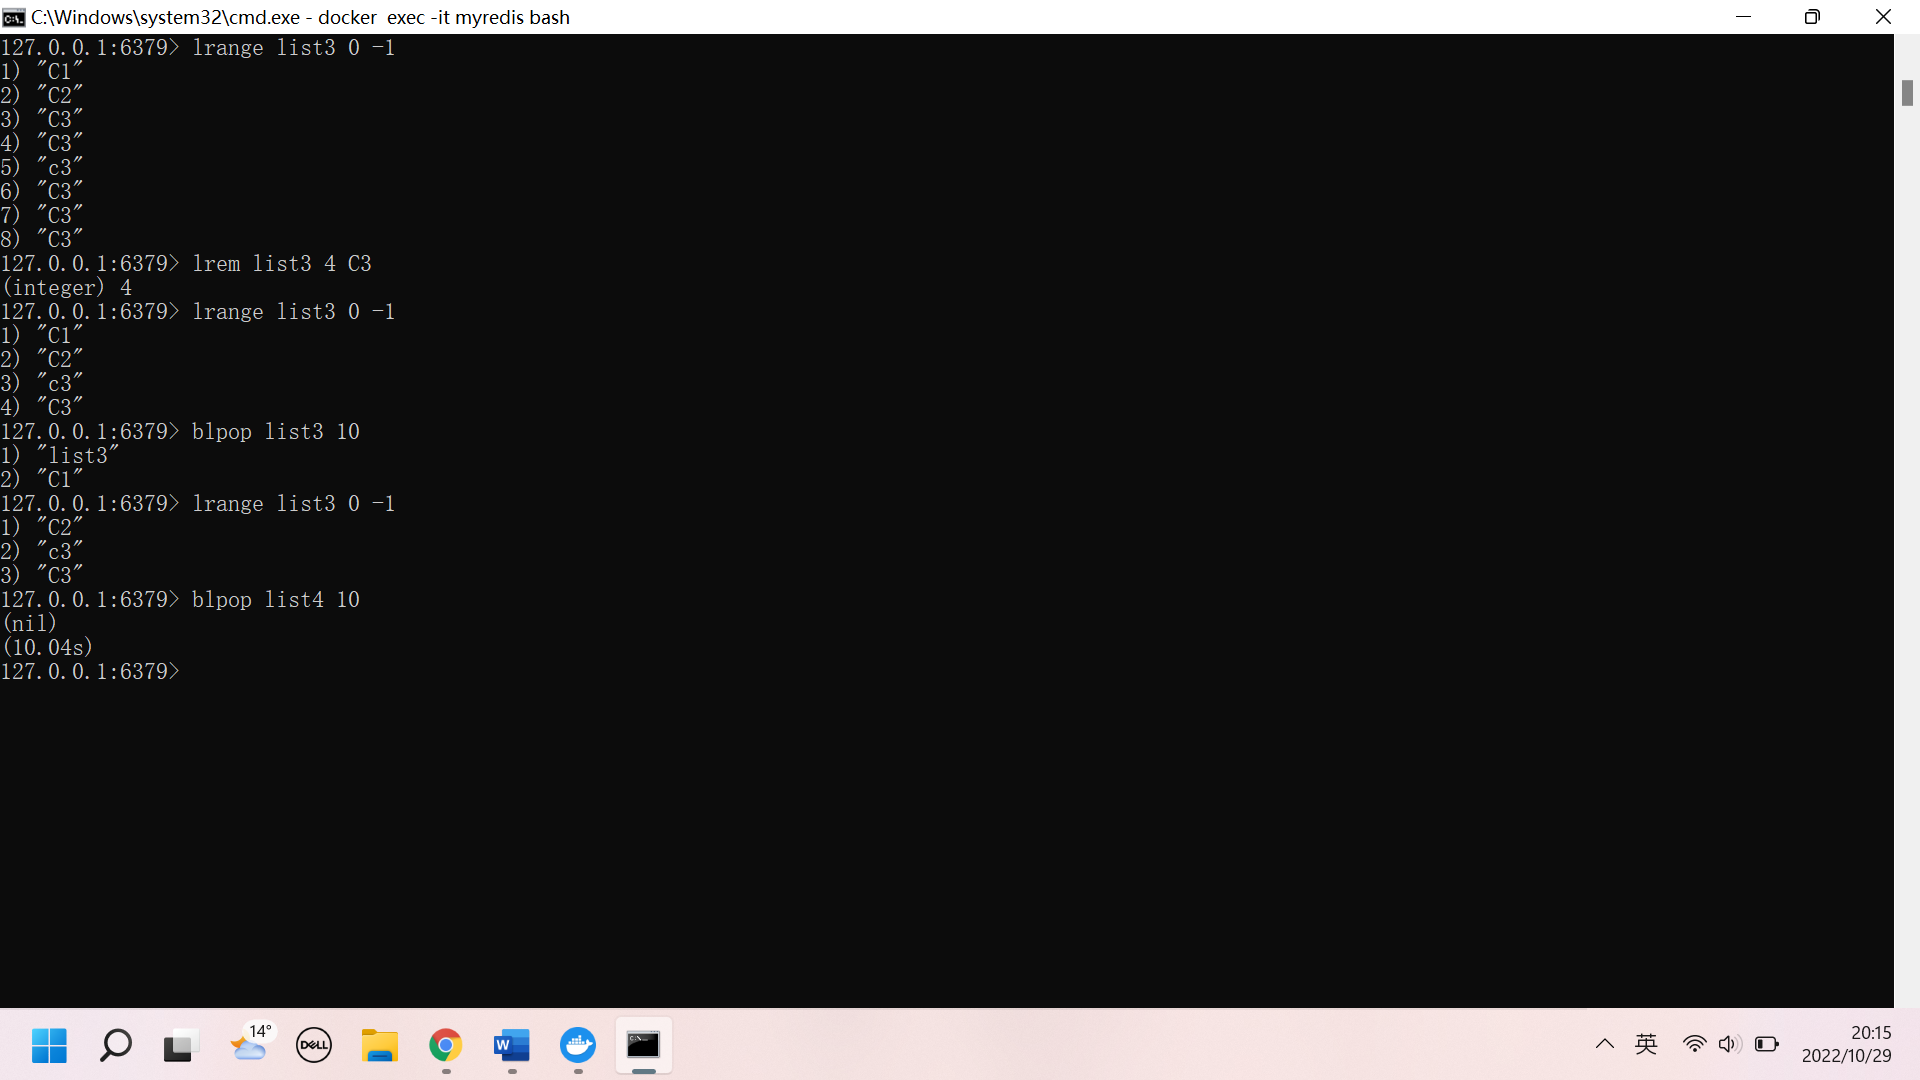 C:\Windows\system32\cmd.exe - docker  exec -it myredis bash
127.0.0.1:6379> lrange list3 0 -1
1) "C1"
2) "C2"
3) "C3"
4) "C3"
5) "c3"
6) "C3"
7) "C3"
8) "C3"
127.0.0.1:6379> lrem list3 4 C3
(integer) 4
127.0.0.1:6379> lrange list3 0 -1
1) "C1"
2) "C2"
3) "c3"
4) "C3"
127.0.0.1:6379> blpop list3 10
1) "list3"
2) "C1"
127.0.0.1:6379> lrange list3 0 -1
1) "C2"
2) "c3"
3) "C3"
127.0.0.1:6379> blpop list4 10
(nil)
(10.04s)
127.0.0.1:6379>
14°
DELL
W
C:\
英
20:15
2022/10/29